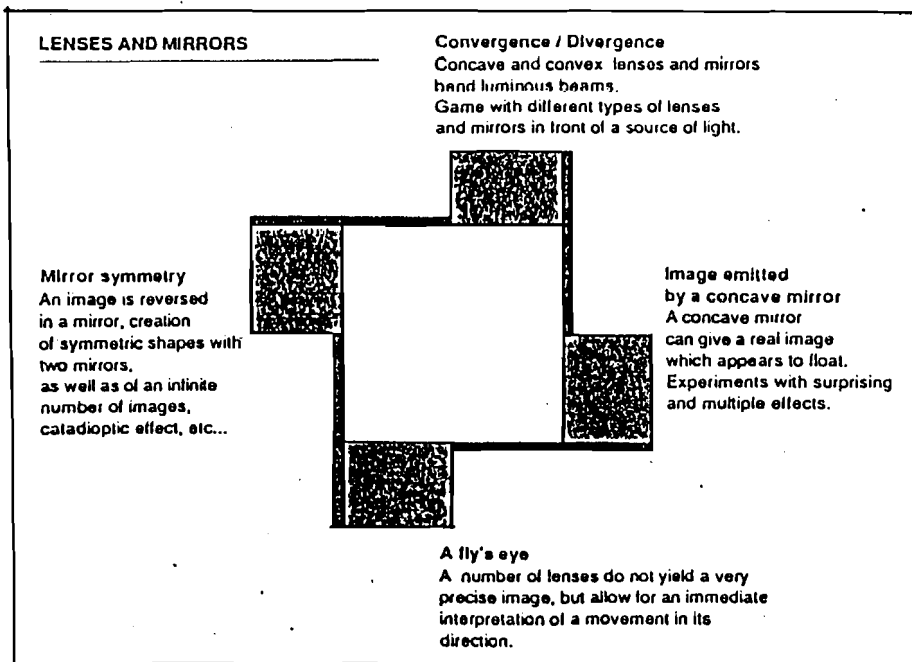 LENSES AND MIRRORS
Convergence / Divergence
Concave and convex lenses and mirrors
bend luminous beams.
Game with different types of lenses
and mirrors in front of a source of light.
Mirror symmetry
An image is reversed
in a mirror, creation
of symmetric shapes with
two mirrors,
as well as of an infinite
number of images,
catadioptic effect, etc...
Image emitted
by a concave mirror
A concave mirror
can give a real image
which appears to float.
Experiments with surprising
and multiple effects.
A fly's eye
A number of lenses do not yield a very
precise image, but allow for an immediate
interpretation of a movement in its
direction.